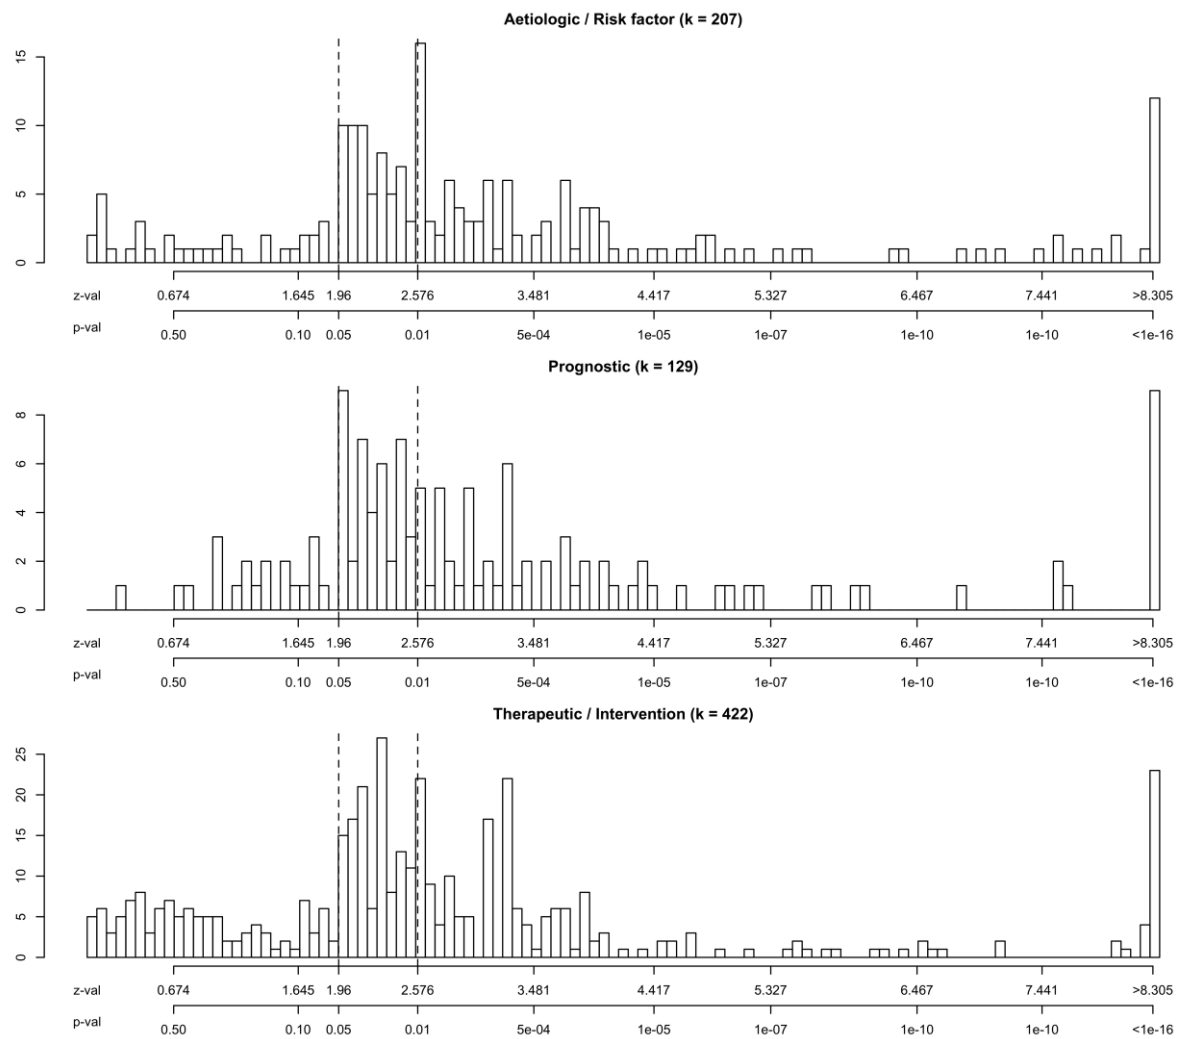 Aetiologic / Risk factor (k = 207)
15
10
5
0
z-val 0.674 1.645 1.96 2.576 3.481 4.417 5.327 6.467 7.441 >8.305
p-val 0.50 0.10 0.05 0.01 5e-04 1e-05 1e-07 1e-10 1e-10 <1e-16
Prognostic (k = 129)
8
6
4
2
0
z-val 0.674 1.645 1.96 2.576 3.481 4.417 5.327 6.467 7.441 >8.305
p-val 0.50 0.10 0.05 0.01 5e-04 1e-05 1e-07 1e-10 1e-10 <1e-16
Therapeutic / Intervention (k = 422)
25
20
15
10
5
0
z-val 0.674 1.645 1.96 2.576 3.481 4.417 5.327 6.467 7.441 >8.305
p-val 0.50 0.10 0.05 0.01 5e-04 1e-05 1e-07 1e-10 1e-10 <1e-16